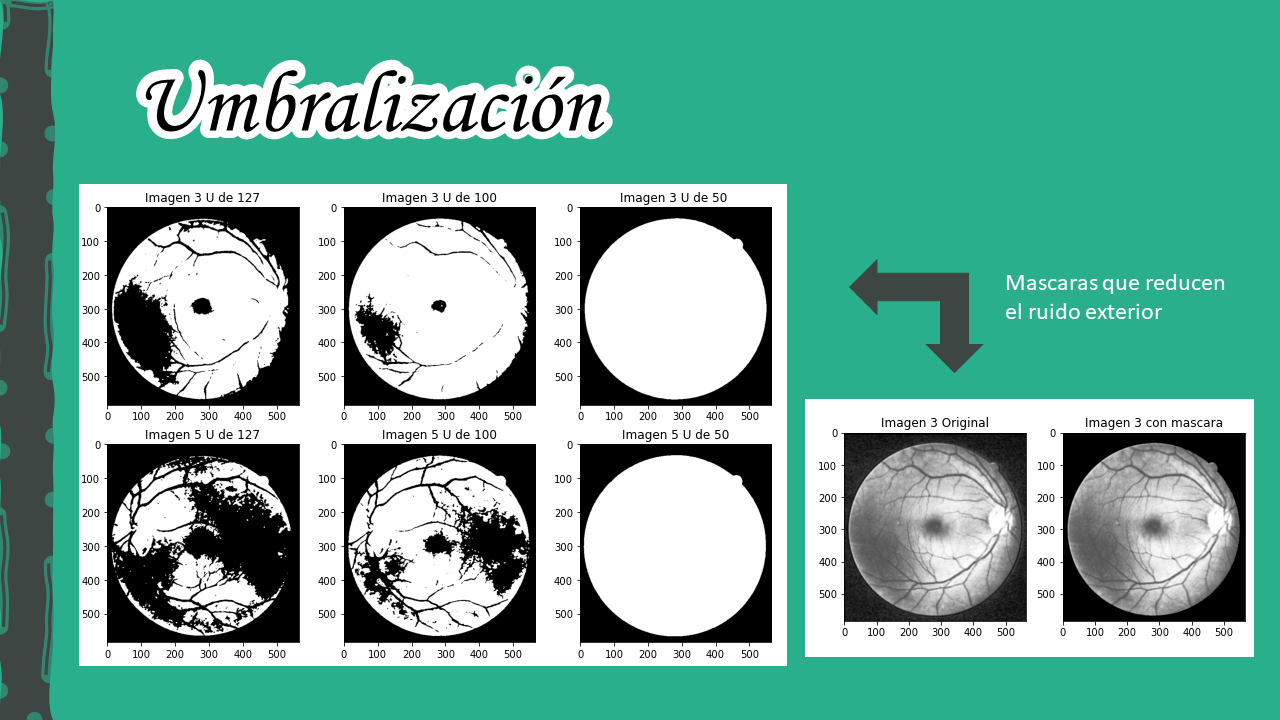 Umbralización
Imagen 3 U de 127
Imagen 3 U de 100
Imagen 3 U de 50
0
100
200
300
400
500
0 100 200 300 400 500
0
100
200
300
400
500
0 100 200 300 400 500
0
100
200
300
400
500
0 100 200 300 400 500
Imagen 5 U de 127
Imagen 5 U de 100
Imagen 5 U de 50
0
100
200
300
400
500
0 100 200 300 400 500
0
100
200
300
400
500
0 100 200 300 400 500
0
100
200
300
400
500
0 100 200 300 400 500
Mascaras que reducen
el ruido exterior
Imagen 3 Original
Imagen 3 con mascara
0
100
200
300
400
500
0 100 200 300 400 500
0
100
200
300
400
500
0 100 200 300 400 500